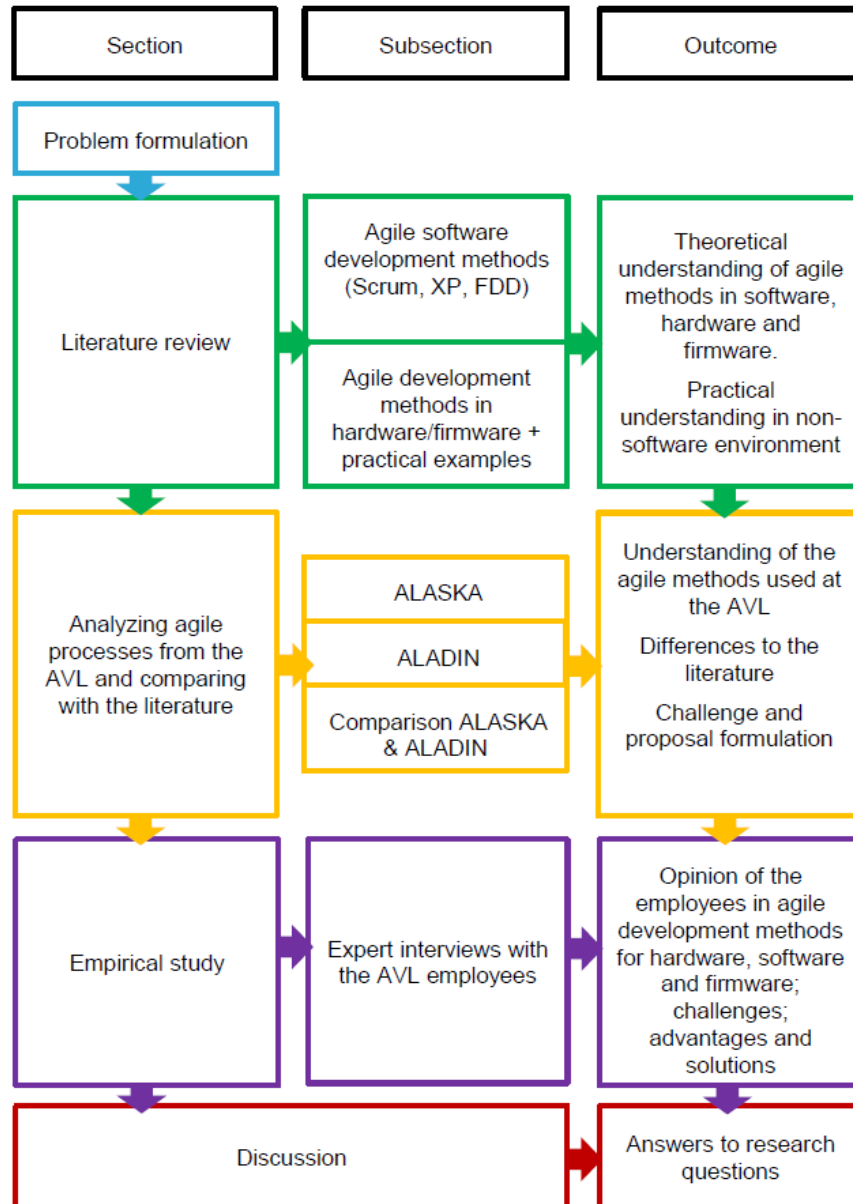 Section
Subsection
Outcome
Problem formulation
Literature review
Agile software
development methods
(Scrum, XP, FDD)
Agile development
methods in
hardware/firmware +
practical examples
Theoretical
understanding of agile
methods in software,
hardware and
firmware.
Practical
understanding in non-
software environment
Analyzing agile
processes from the
AVL and comparing
with the literature
ALASKA
ALADIN
Comparison ALASKA
& ALADIN
Understanding of the
agile methods used at
the AVL
Differences to the
literature
Challenge and
proposal formulation
Empirical study
Expert interviews with
the AVL employees
Opinion of the
employees in agile
development methods
for hardware, software
and firmware;
challenges;
advantages and
solutions
Discussion
Answers to research
questions